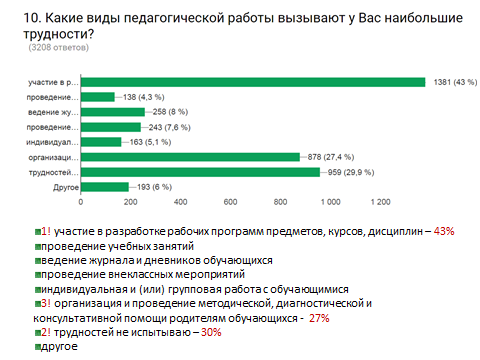 10. Какие виды педагогической работы вызывают у Вас наибольшие
трудности?
(3208 ответов)
участие в р... 1381 (43 %)
проведение... 138 (4,3 %)
ведение жу... 258 (8 %)
проведение... 243 (7,6 %)
индивидуал... 163 (5,1 %)
организаци... 878 (27,4 %)
трудностей... 959 (29,9 %)
Другое 193 (6 %)
0 200 400 600 800 1 000 1 200
1! участие в разработке рабочих программ предметов, курсов, дисциплин – 43%
проведение учебных занятий
ведение журнала и дневников обучающихся
проведение внеклассных мероприятий
индивидуальная и (или) групповая работа с обучающимися
3! организация и проведение методической, диагностической и
консультативной помощи родителям обучающихся - 27%
2! трудностей не испытываю – 30%
другое